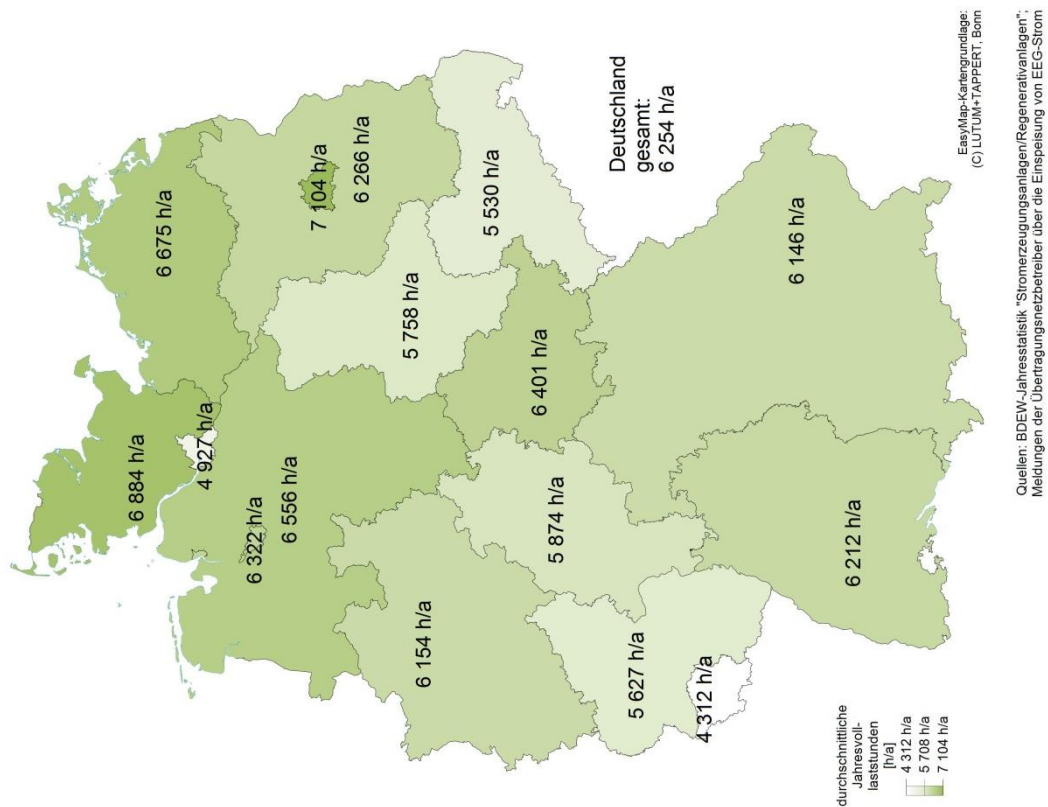 6 884 h/a
6 675 h/a
4 927 h/a
6 322 h/a
6 556 h/a
7 104 h/a
6 266 h/a
5 758 h/a
6 154 h/a
5 530 h/a
6 401 h/a
5 874 h/a
5 627 h/a
4 312 h/a
6 146 h/a
6 212 h/a
Deutschland
gesamt:
6 254 h/a
durchschnittliche
Jahresvoll-
laststunden
[h/a]
4 312 h/a
5 708 h/a
7 104 h/a
EasyMap-Kartengrundlage:
(C) LUTUM+TAPPERT, Bonn
Quellen: BDEW-Jahresstatistik "Stromerzeugungsanlagen/Regenerativanlagen";
Meldungen der Übertragungsnetzbetreiber über die Einspeisung von EEG-Strom